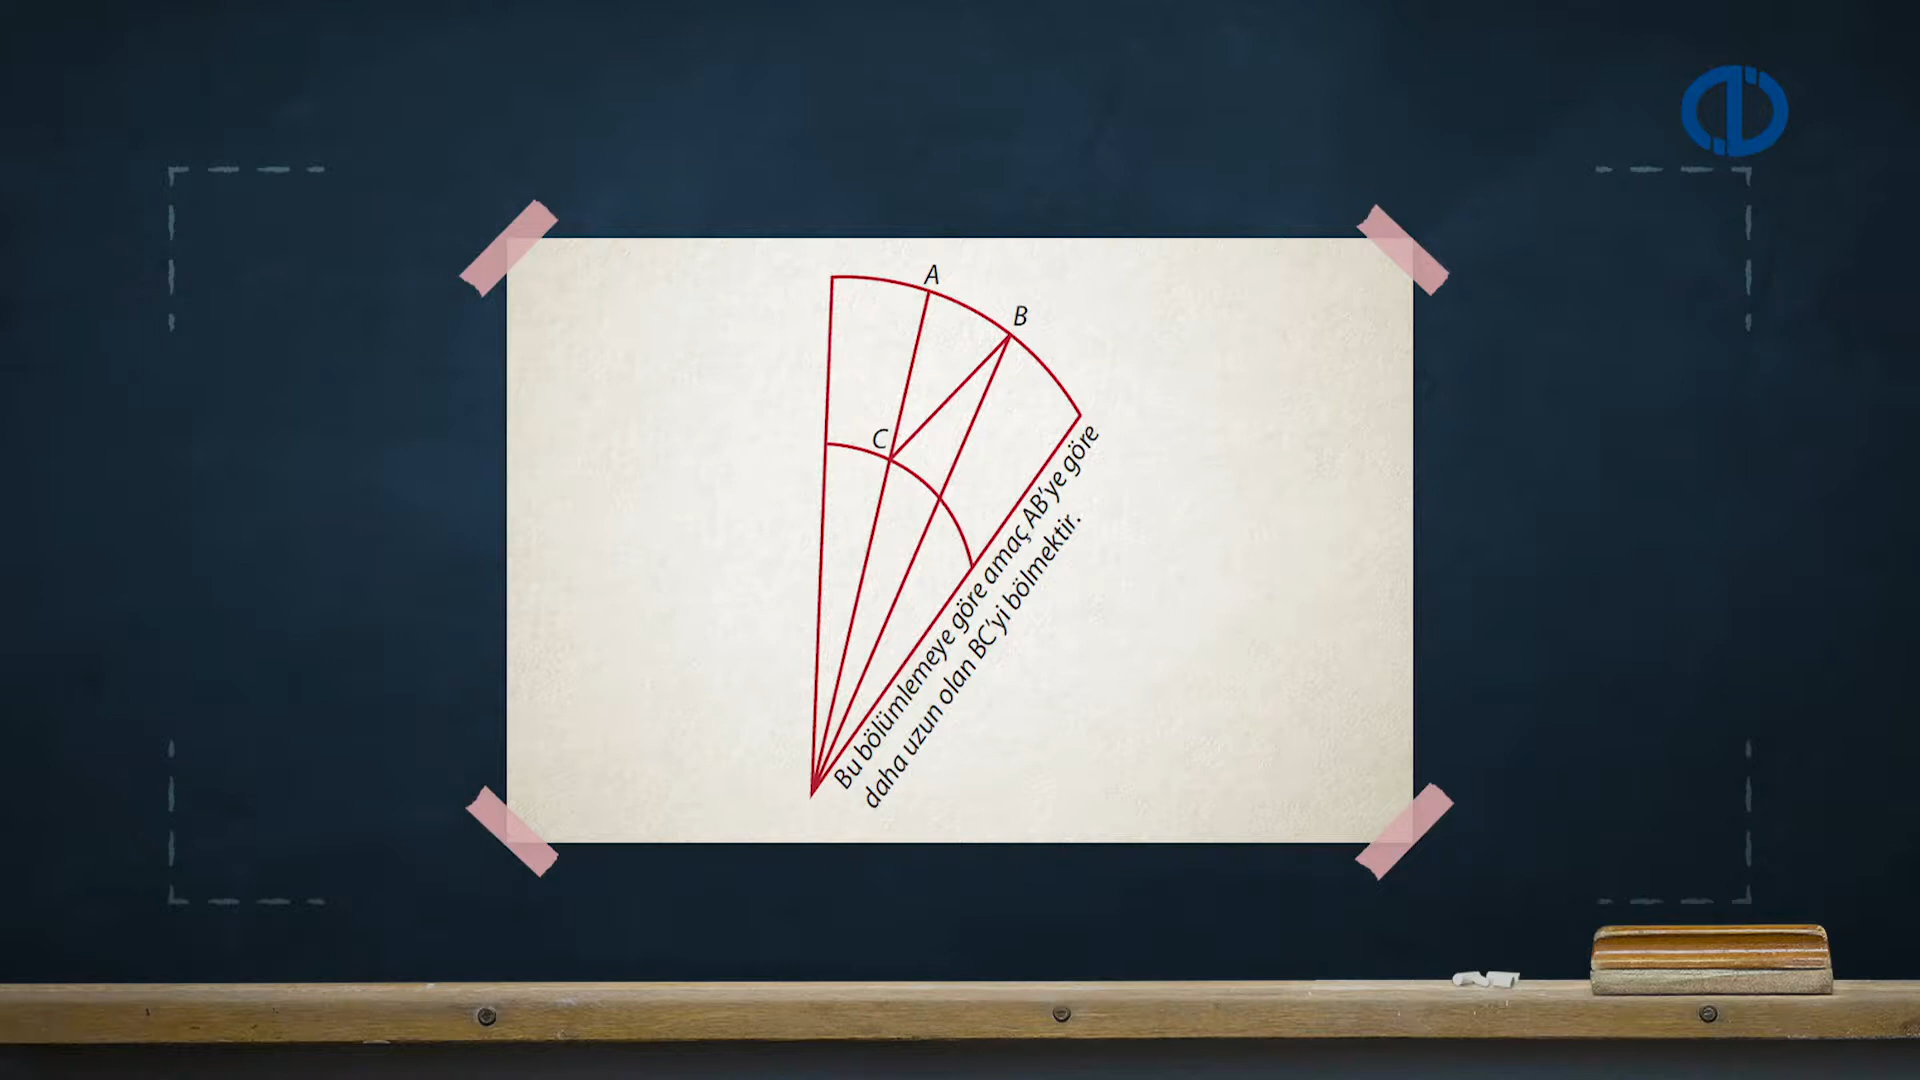 A
B
C
Bu bölümlemeye göre amaç AB'ye göre
daha uzun olan BC'yi bölmektir.